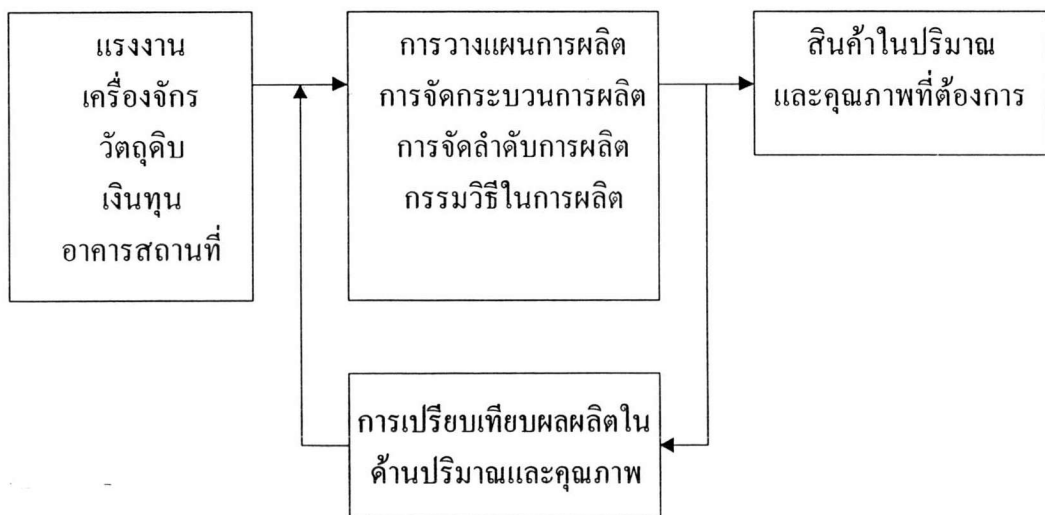 แรงงาน
เครื่องจักร
วัตถุดิบ
เงินทุน
อาคารสถานที่
การวางแผนการผลิต
การจัดกระบวนการผลิต
การจัดลำดับการผลิต
กรรมวิธีในการผลิต
สินค้าในปริมาณ
และคุณภาพที่ต้องการ
การเปรียบเทียบผลผลิตใน
ด้านปริมาณและคุณภาพ